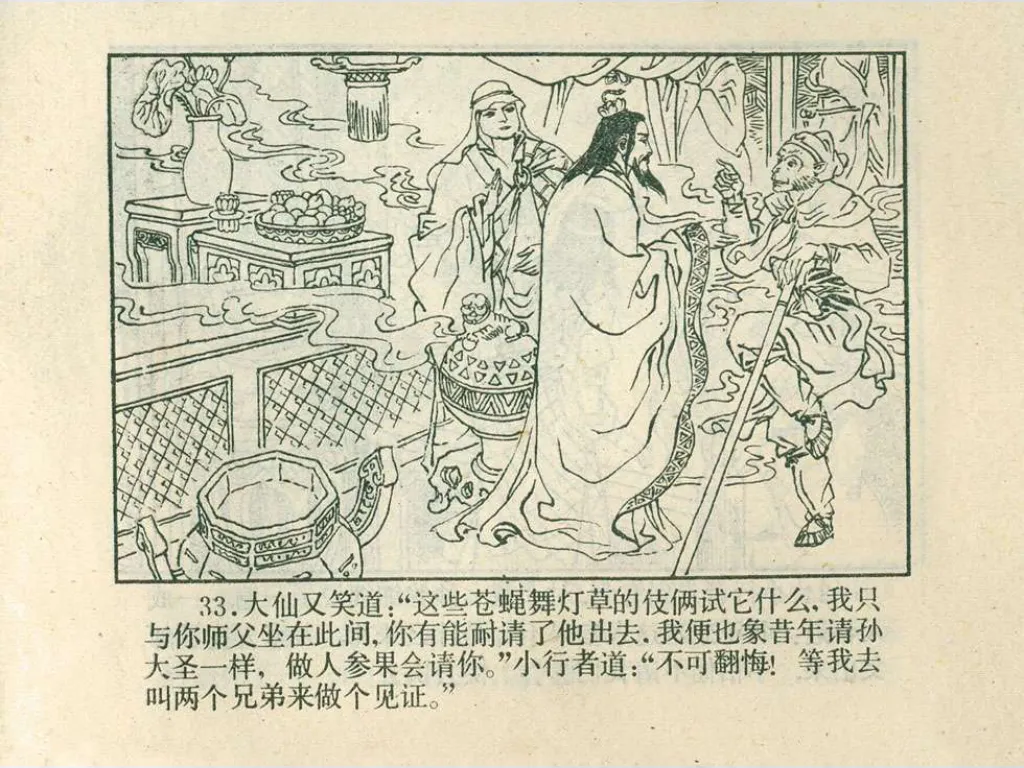 33.大仙又笑道:“这些苍蝇舞灯草的伎俩试它什么,我只
与你师父坐在此间,你有能耐请了他出去,我便也象昔年请孙
大圣一样,做人参果会请你。”小行者道:“不可翻悔!等我去
叫两个兄弟来做个见证。”